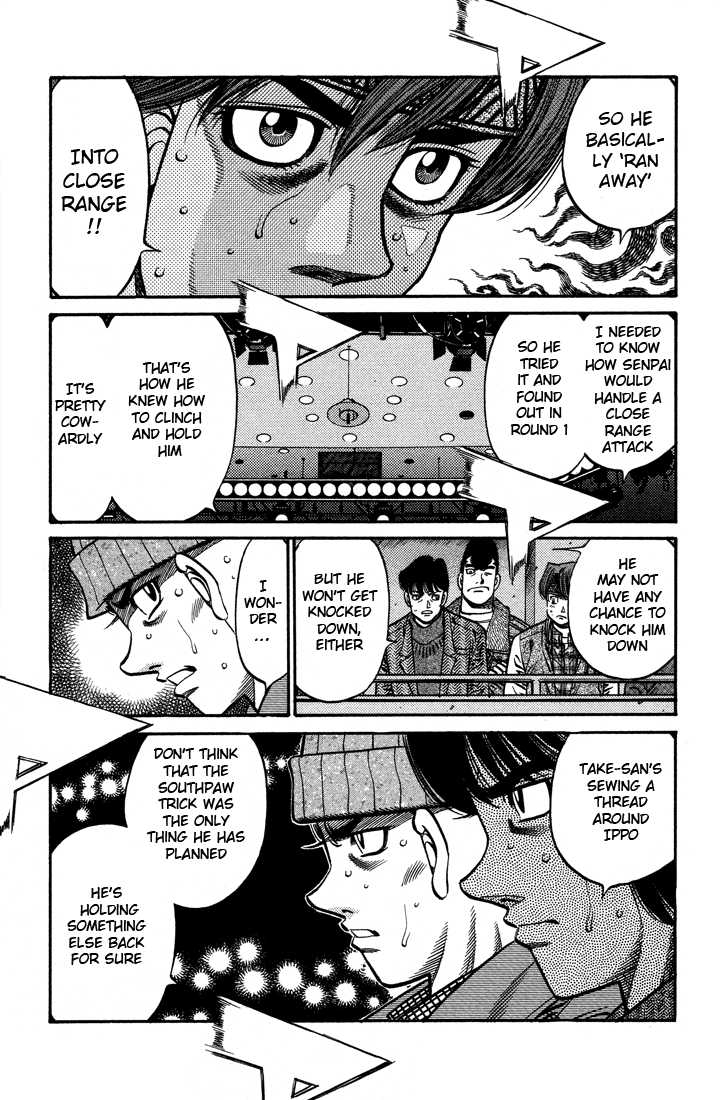 SO HE
BASICAL-
LY 'RAN
AWAY'
INTO
CLOSE
RANGE
!!
I NEEDED
TO KNOW
HOW SENPAI
WOULD
HANDLE A
CLOSE
RANGE
ATTACK
SO HE
TRIED
IT AND
FOUND
OUT IN
ROUND 1
THAT'S
HOW HE
KNEW HOW
TO CLINCH
AND HOLD
HIM
IT'S
PRETTY
COW-
ARDLY
HE
MAY NOT
HAVE ANY
CHANCE TO
KNOCK HIM
DOWN
BUT HE
WON'T GET
KNOCKED
DOWN,
EITHER
I
WON-
DER
...
TAKE-SAN'S
SEWING A
THREAD
AROUND
IPPO
DON'T THINK
THAT THE
SOUTHPAW
TRICK WAS
THE ONLY
THING HE HAS
PLANNED
HE'S
HOLDING
SOMETHING
ELSE BACK
FOR SURE